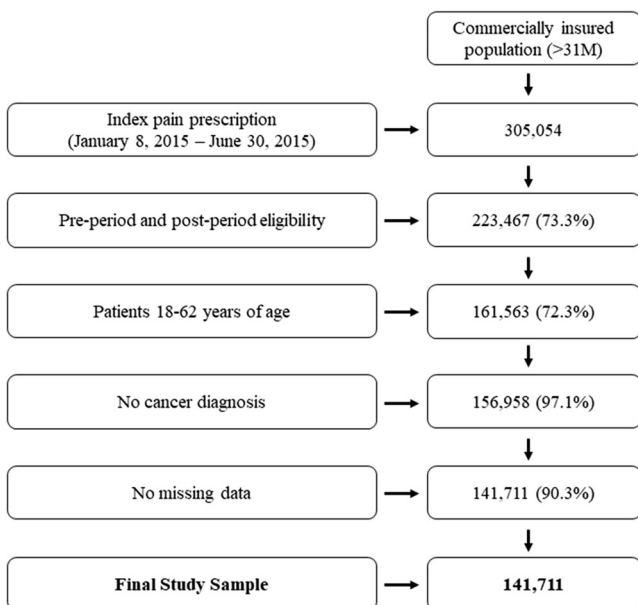 Commercially insured
population (>31M)
Index pain prescription
(January 8, 2015 – June 30, 2015)
305,054
Pre-period and post-period eligibility
223,467 (73.3%)
Patients 18-62 years of age
161,563 (72.3%)
No cancer diagnosis
156,958 (97.1%)
No missing data
141,711 (90.3%)
Final Study Sample
141,711